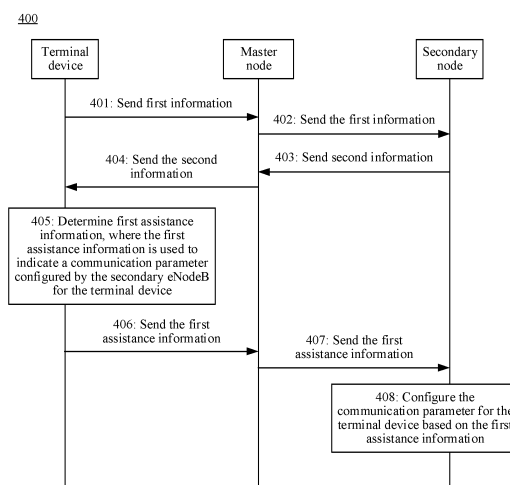 400
Terminal
device
Master
node
Secondary
node
401: Send first information
402: Send the first information
404: Send the second
information
403: Send second information
405: Determine first assistance
information, where the first
assistance information is used to
indicate a communication parameter
configured by the secondary eNodeB
for the terminal device
406: Send the first
assistance information
407: Send the first
assistance information
408: Configure the
communication parameter for the
terminal device based on the first
assistance information